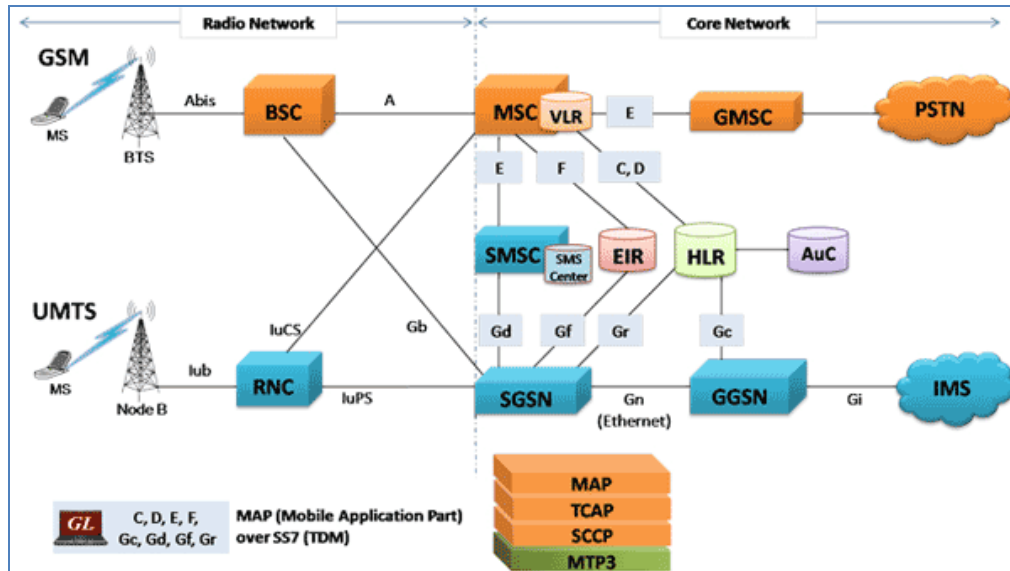 Radio Network
Core Network
GSM
MS
BTS
Abis
BSC
A
MSC
VLR
E
GMSC
PSTN
E
F
C, D
SMSC
SMS
Center
EIR
HLR
AuC
UMTS
MS
Node B
Iub
RNC
IuCS
IuPS
Gb
Gd
Gf
Gr
Gc
SGSN
Gn
(Ethernet)
GGSN
Gi
IMS
MAP
TCAP
SCCP
MTP3
GL
C, D, E, F,
Gc, Gd, Gf, Gr
MAP (Mobile Application Part)
over SS7 (TDM)